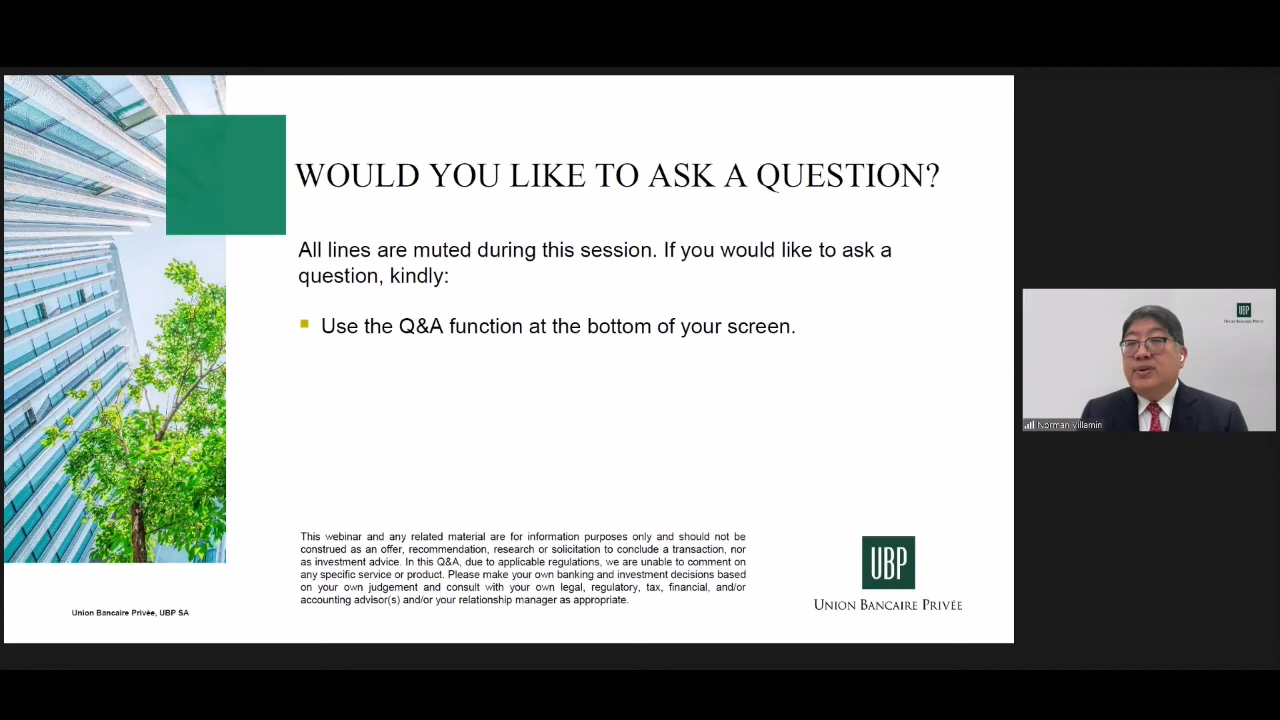 WOULD YOU LIKE TO ASK A QUESTION?
All lines are muted during this session. If you would like to ask a
question, kindly:
Use the Q&A function at the bottom of your screen.
This webinar and any related material are for information purposes only and should not be
construed as an offer, recommendation, research or solicitation to conclude a transaction, nor
as investment advice. In this Q&A, due to applicable regulations, we are unable to comment on
any specific service or product. Please make your own banking and investment decisions based
on your own judgement and consult with your own legal, regulatory, tax, financial, and/or
accounting advisor(s) and/or your relationship manager as appropriate.
Union Bancaire Privée, UBP SA
UBP
UNION BANCAIRE PRIVÉE
UBP
UNION BANCAIRE PRIVÉE
Norman Villamin